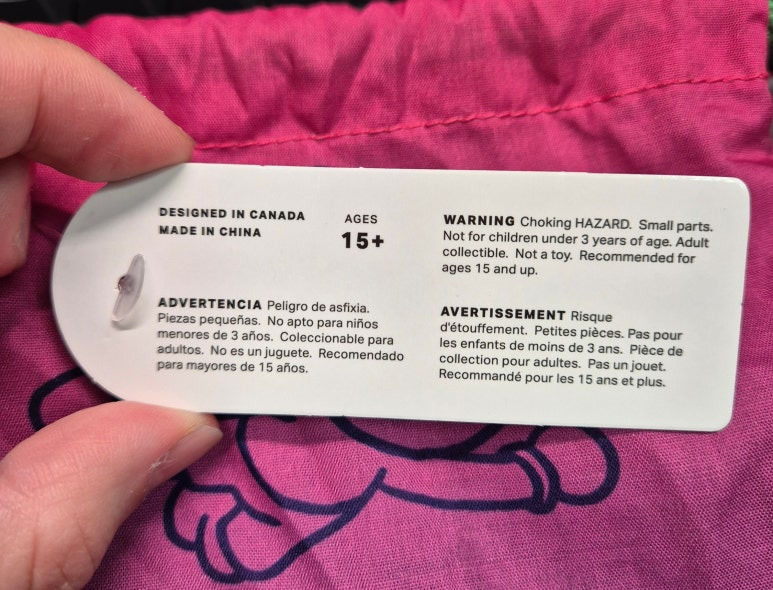 DESIGNED IN CANADA
MADE IN CHINA
AGES
15+
WARNING Choking HAZARD. Small parts.
Not for children under 3 years of age. Adult
collectible. Not a toy. Recommended for
ages 15 and up.
ADVERTENCIA Peligro de asfixia.
Piezas pequeñas. No apto para niños
menores de 3 años. Coleccionable para
adultos. No es un juguete. Recomendado
para mayores de 15 años.
AVERTISSEMENT Risque
d'étouffement. Petites pièces. Pas pour
les enfants de moins de 3 ans. Pièce de
collection pour adultes. Pas un jouet.
Recommandé pour les 15 ans et plus.